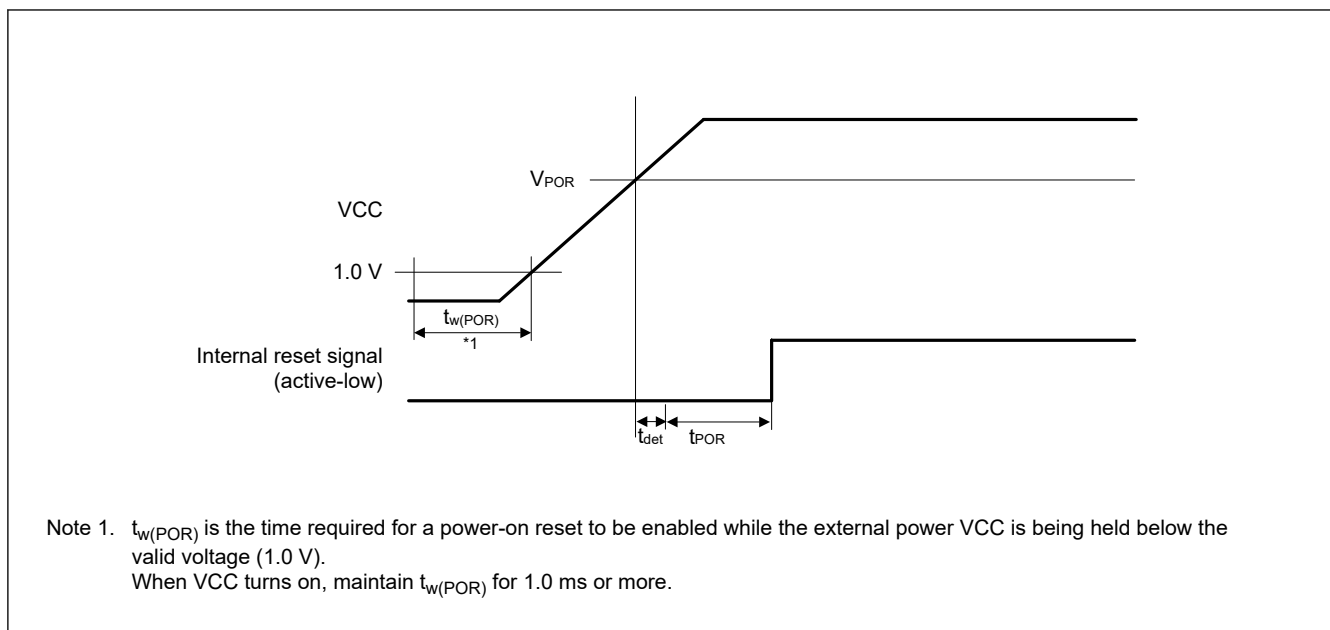 VPOR
VCC
1.0 V
tw(POR)
*1
Internal reset signal
(active-low)
tdet
tPOR
Note 1. tw(POR) is the time required for a power-on reset to be enabled while the external power VCC is being held below the
valid voltage (1.0 V).
When VCC turns on, maintain tw(POR) for 1.0 ms or more.